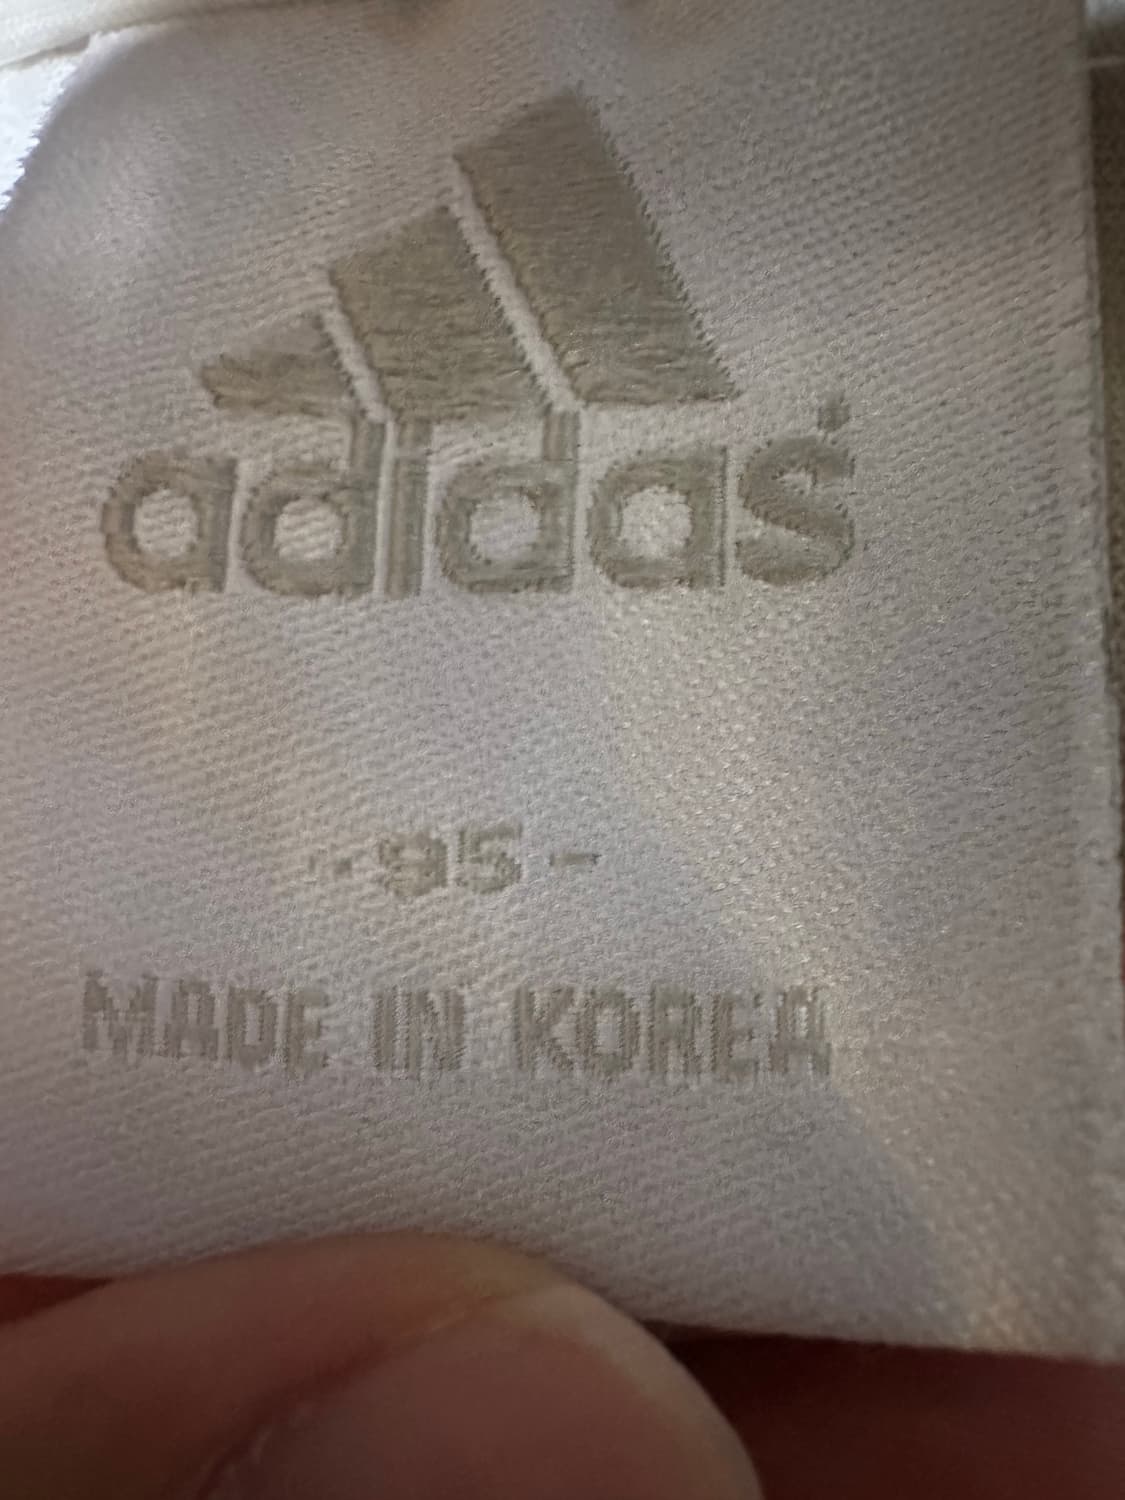 adidas
- 95 -
MADE IN KOREA